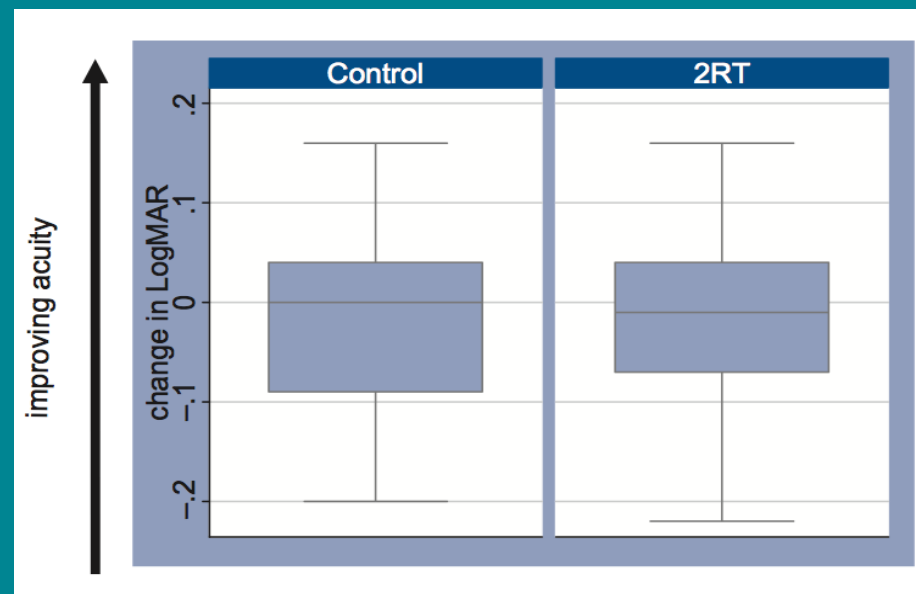 Control
2RT
improving acuity
change in LogMAR
.2
.1
0
-.1
-.2